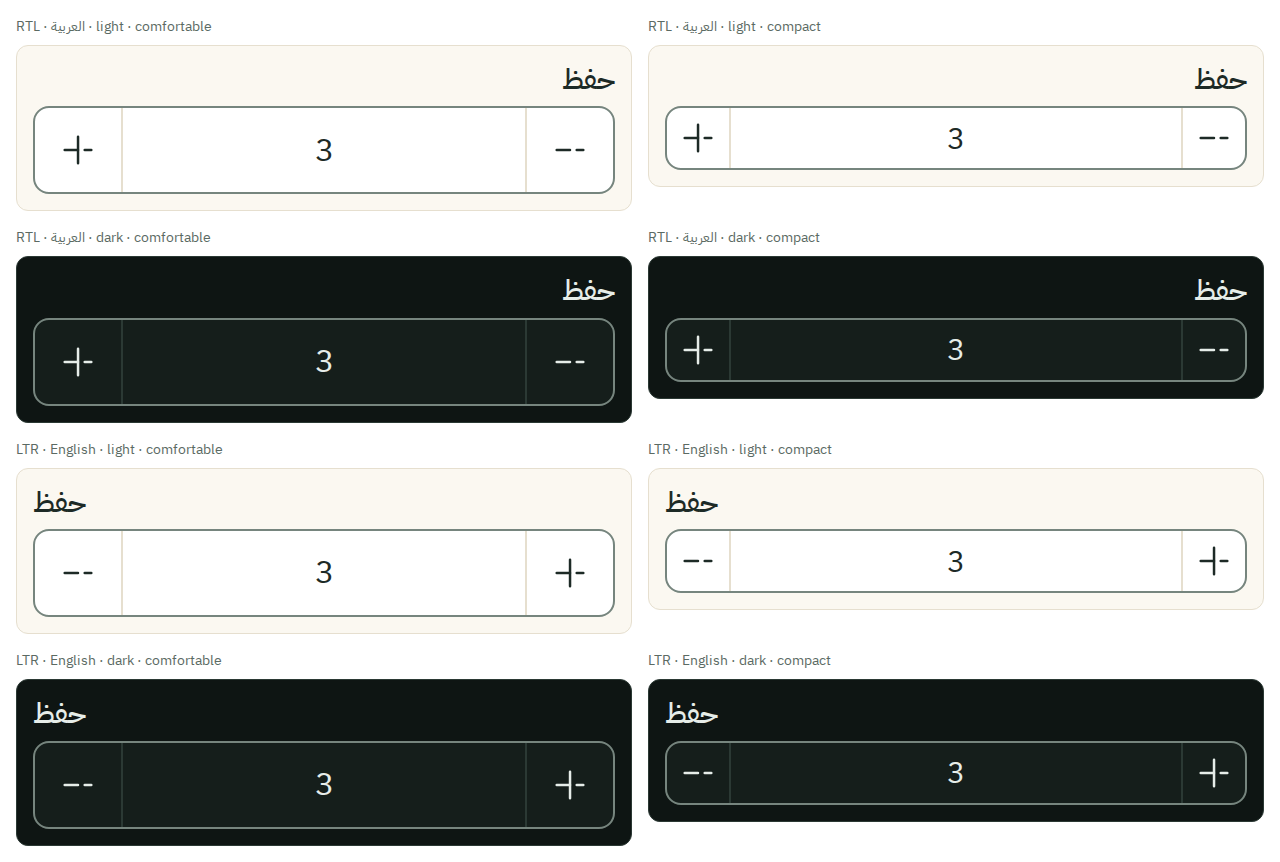 RTL · العربية · light · comfortable
حفظ
3
RTL · العربية · light · compact
حفظ
3
RTL · العربية · dark · comfortable
حفظ
3
RTL · العربية · dark · compact
حفظ
3
LTR · English · light · comfortable
حفظ
3
LTR · English · light · compact
حفظ
3
LTR · English · dark · comfortable
حفظ
3
LTR · English · dark · compact
حفظ
3